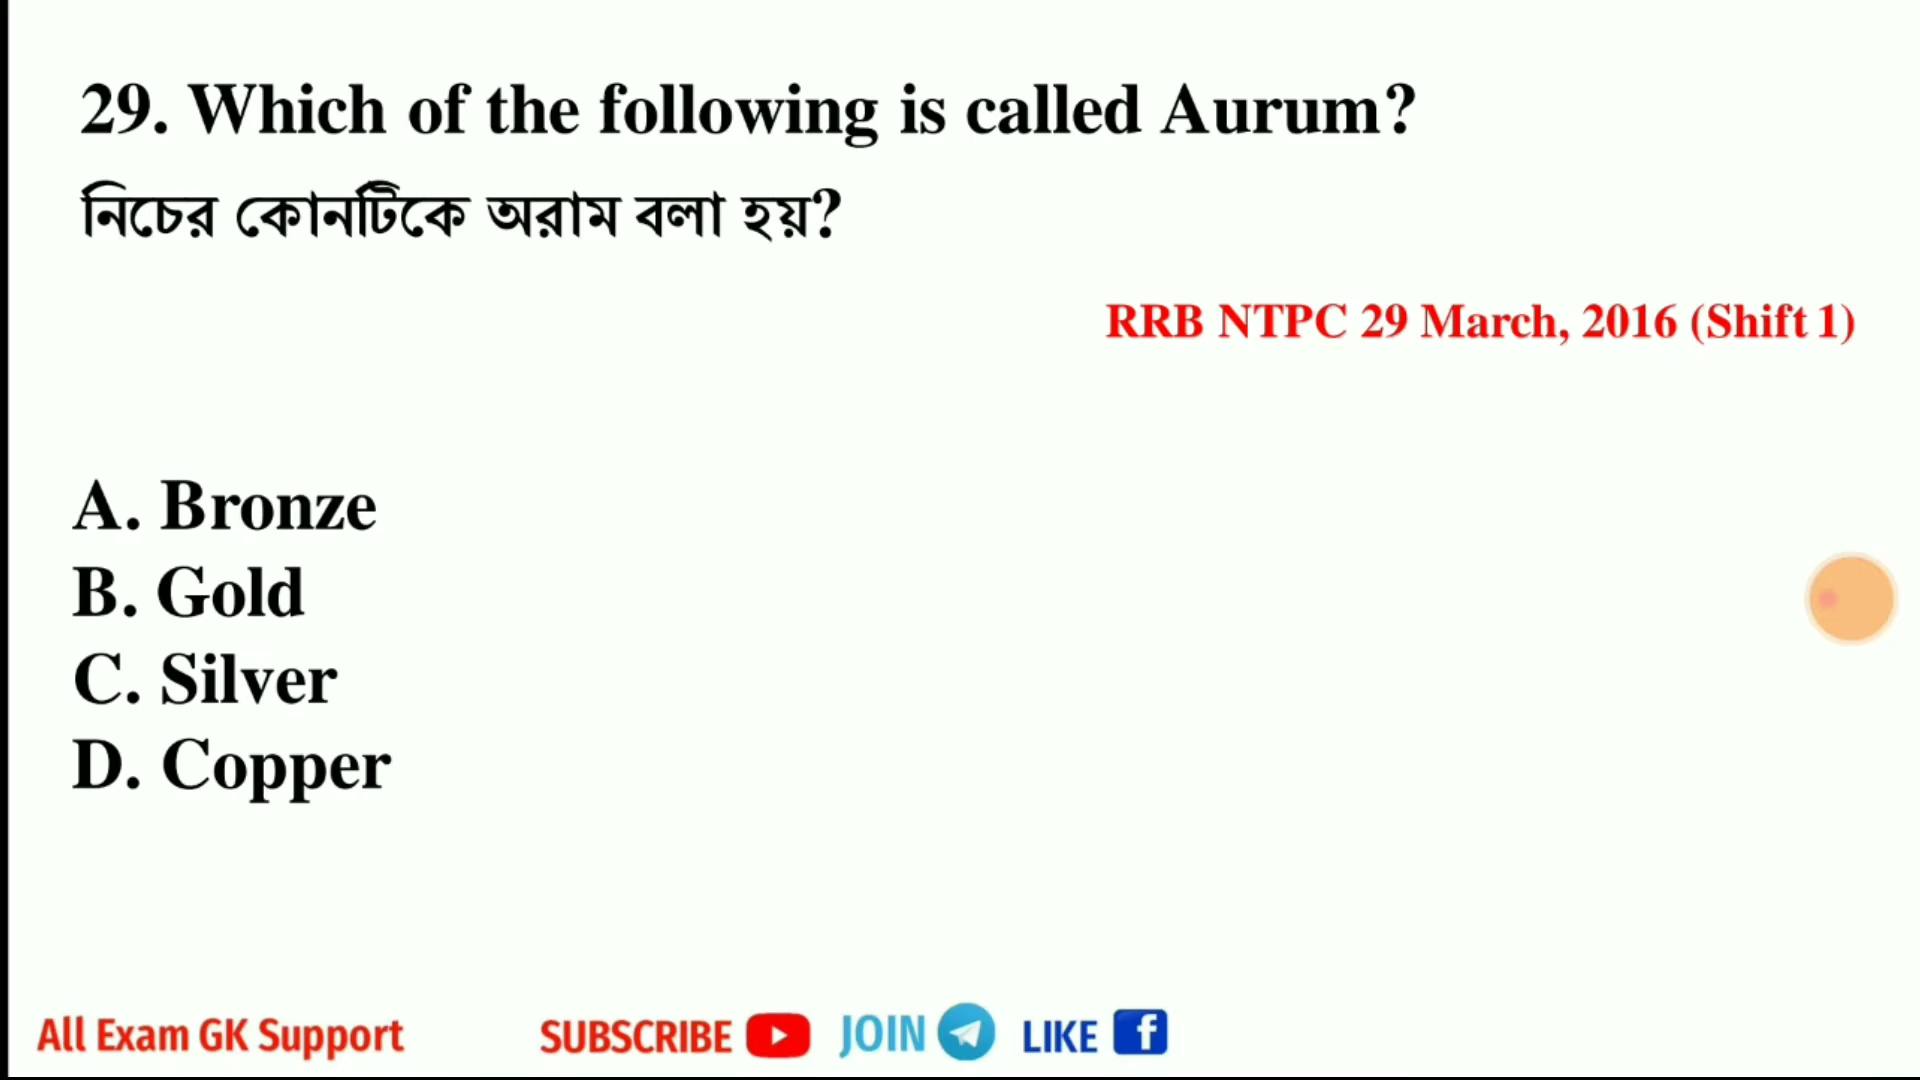 29. Which of the following is called Aurum?
নিচের কোনটিকে অরাম বলা হয়?
RRB NTPC 29 March, 2016 (Shift 1)
A. Bronze
B. Gold
C. Silver
D. Copper
All Exam GK Support SUBSCRIBE JOIN LIKE f